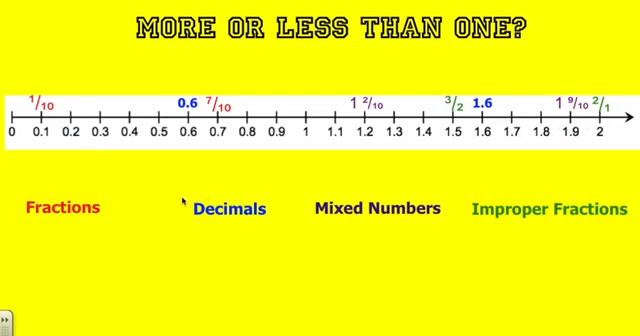 MORE OR LESS THAN ONE?
1/10 0.6 7/10 1 2/10 3/2 1.6 1 9/10 2/1
0 0.1 0.2 0.3 0.4 0.5 0.6 0.7 0.8 0.9 1 1.1 1.2 1.3 1.4 1.5 1.6 1.7 1.8 1.9 2
Fractions Decimals Mixed Numbers Improper Fractions